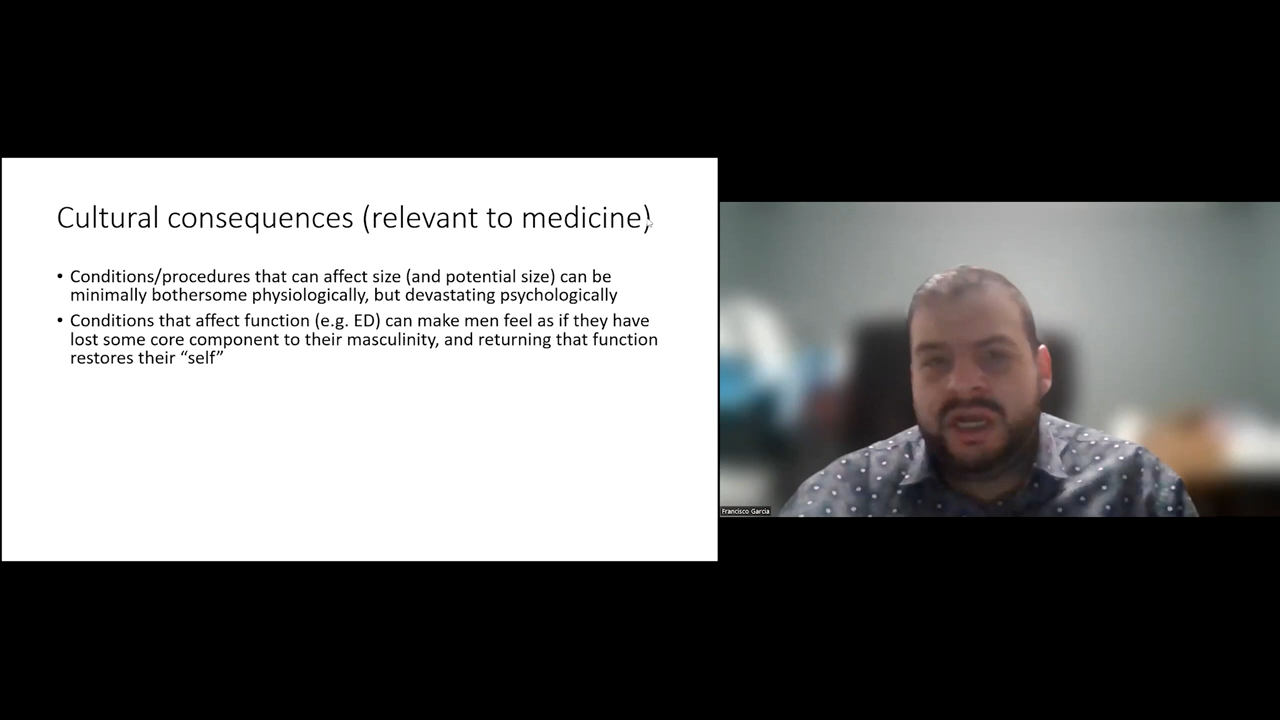 Cultural consequences (relevant to medicine)
• Conditions/procedures that can affect size (and potential size) can be
minimally bothersome physiologically, but devastating psychologically
• Conditions that affect function (e.g. ED) can make men feel as if they have
lost some core component to their masculinity, and returning that function
restores their “self”
Francisco Garcia